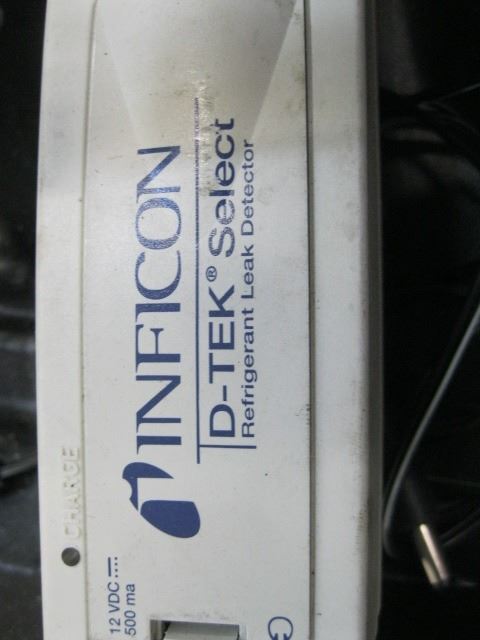 INFICON
D-TEK® Select
Refrigerant Leak Detector
CHARGE
12 VDC ⎓
500 ma